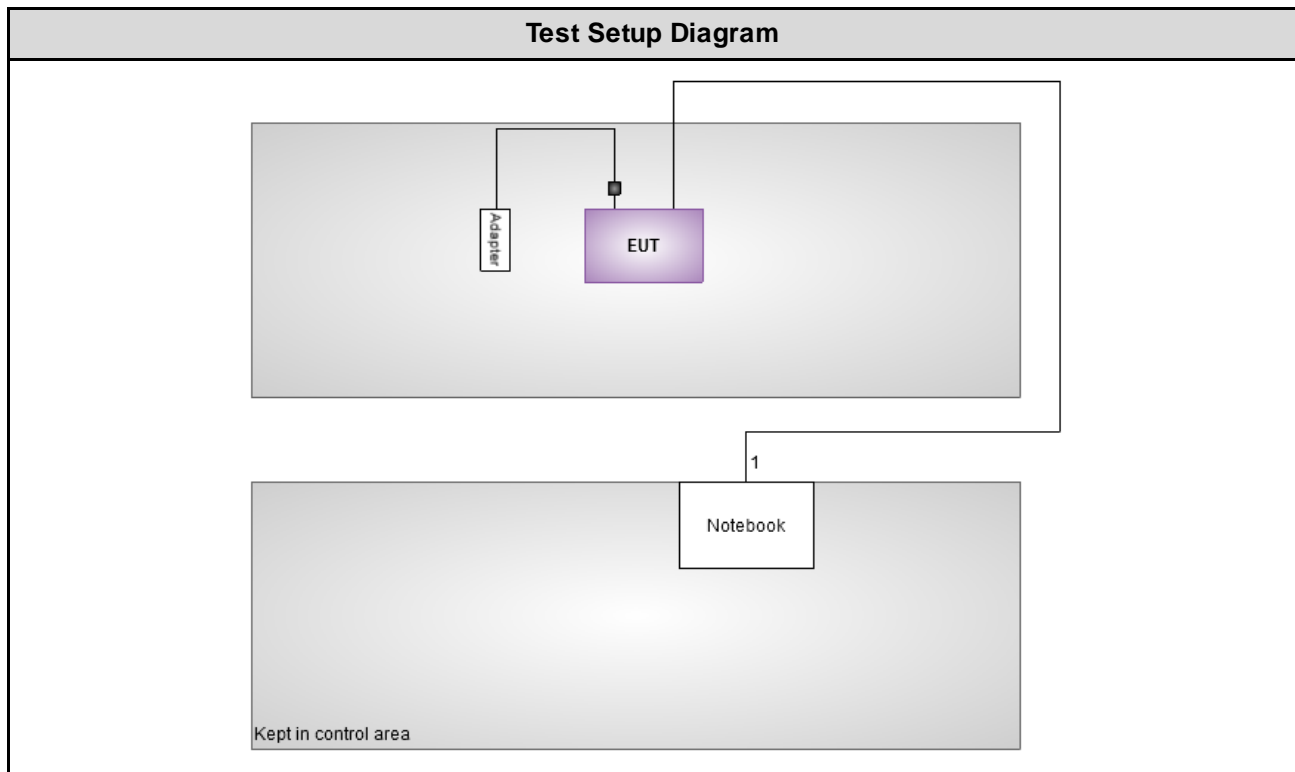 Test Setup Diagram
Adapter
EUT
1
Notebook
Kept in control area